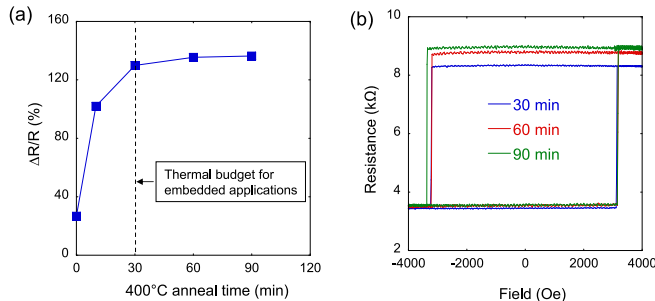 (a)
160
120
80
40
0
ΔR/R (%)
0 30 60 90 120
400°C anneal time (min)
Thermal budget for
embedded applications
(b)
10
8
6
4
2
Resistance (kΩ)
-4000 -2000 0 2000 4000
Field (Oe)
30 min
60 min
90 min